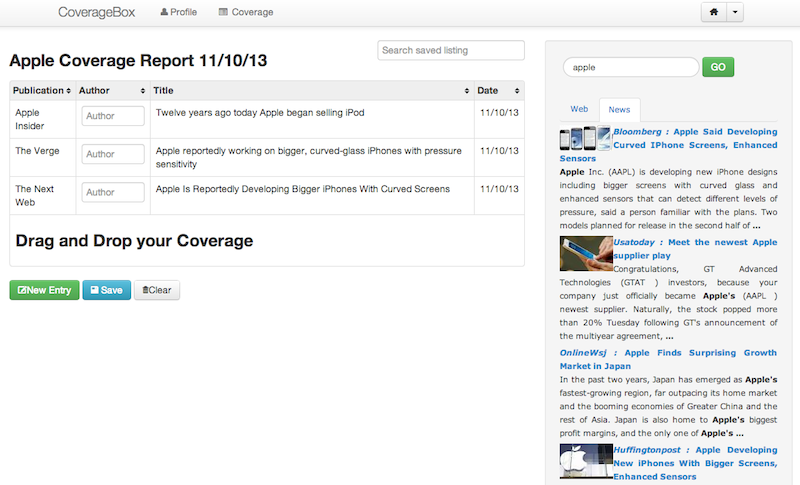 CoverageBox Profile Coverage
Search saved listing
Apple Coverage Report 11/10/13
Publication Author Title Date
Apple Insider Author Twelve years ago today Apple began selling iPod 11/10/13
The Verge Author Apple reportedly working on bigger, curved-glass iPhones with pressure sensitivity 11/10/13
The Next Web Author Apple Is Reportedly Developing Bigger iPhones With Curved Screens 11/10/13
Drag and Drop your Coverage
New Entry Save Clear
apple GO
Web News
Bloomberg : Apple Said Developing
Curved IPhone Screens, Enhanced
Sensors
Apple Inc. (AAPL) is developing new iPhone designs
including bigger screens with curved glass and
enhanced sensors that can detect different levels of
pressure, said a person familiar with the plans. Two
models planned for release in the second half of ...
Usatoday : Meet the newest Apple
supplier play
Congratulations, GT Advanced
Technologies (GTAT ) investors, because your
company just officially became Apple's (AAPL )
newest supplier. Naturally, the stock popped more
than 20% Tuesday following GT's announcement of
the multiyear agreement, ...
OnlineWsj : Apple Finds Surprising Growth
Market in Japan
In the past two years, Japan has emerged as Apple's
fastest-growing region, far outpacing its home market
and the booming economies of Greater China and the
rest of Asia. Japan is also home to Apple's biggest
profit margins, and the only one of Apple's ...
Huffingtonpost : Apple Developing
New iPhones With Bigger Screens,
Enhanced Sensors